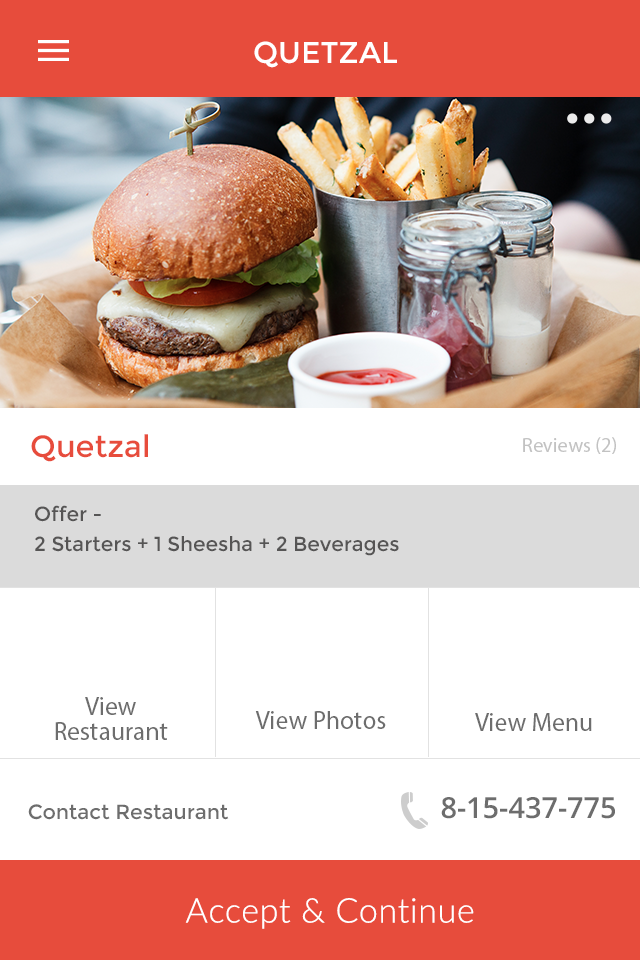 QUETZAL
Quetzal
Reviews (2)
Offer -
2 Starters + 1 Sheesha + 2 Beverages
View
Restaurant
View Photos
View Menu
Contact Restaurant
8-15-437-775
Accept & Continue